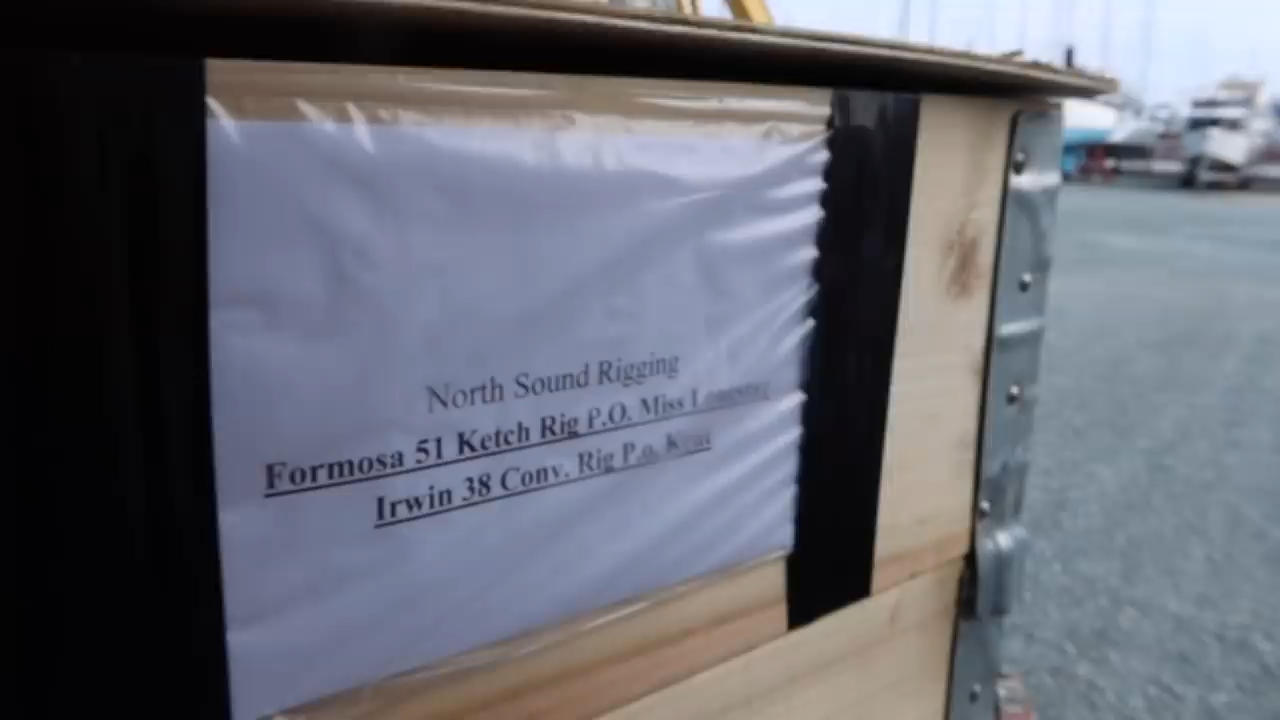 North Sound Rigging
Formosa 51 Ketch Rig P.O. Miss
Irwin 38 Conv. Rig P.o.